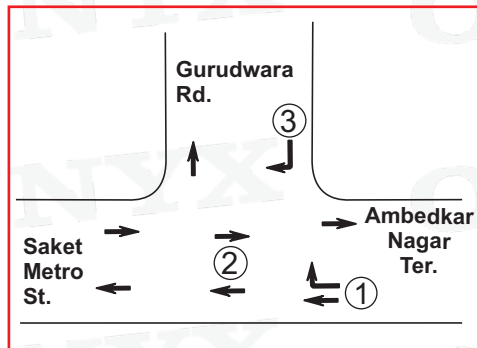 Gurudwara
Rd.
3
Ambedkar
Nagar
Ter.
Saket
Metro
St.
2
1